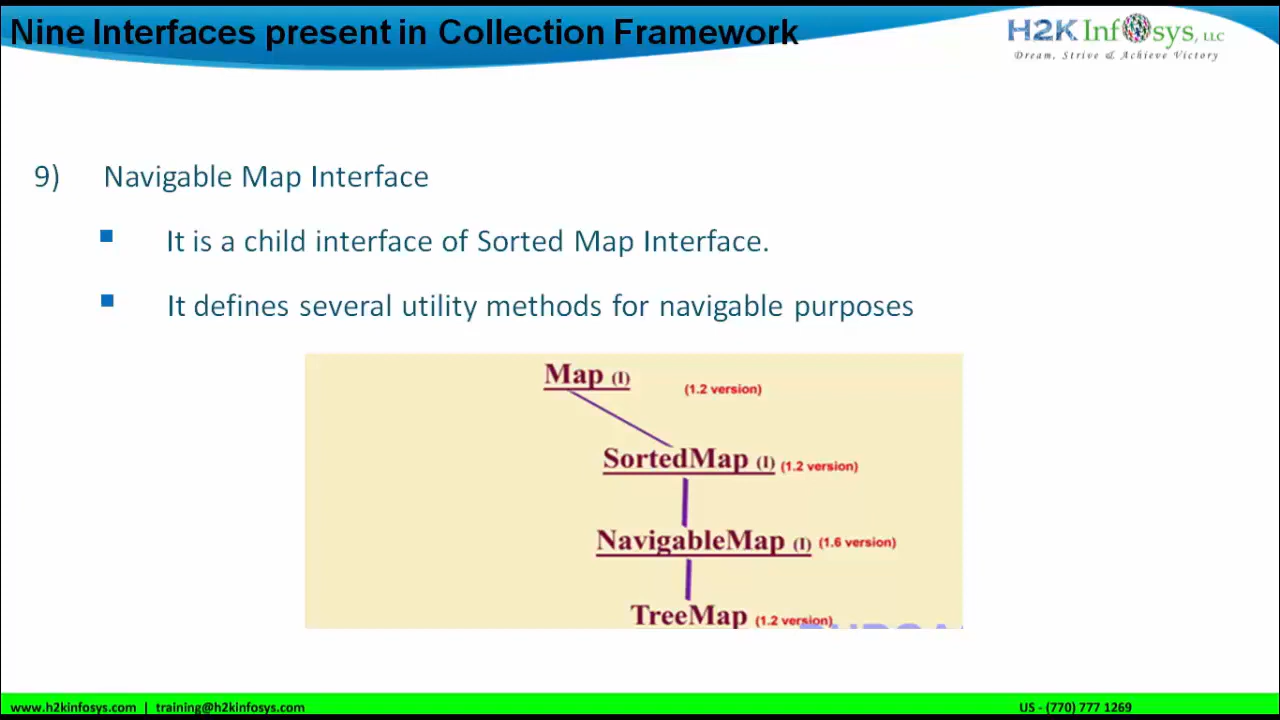 Nine Interfaces present in Collection Framework
H2K Infosys, LLC
Dream, Strive & Achieve Victory
9) Navigable Map Interface
It is a child interface of Sorted Map Interface.
It defines several utility methods for navigable purposes
Map (I) (1.2 version)
SortedMap (I) (1.2 version)
NavigableMap (I) (1.6 version)
TreeMap (1.2 version)
www.h2kinfosys.com | training@h2kinfosys.com US - (770) 777 1269